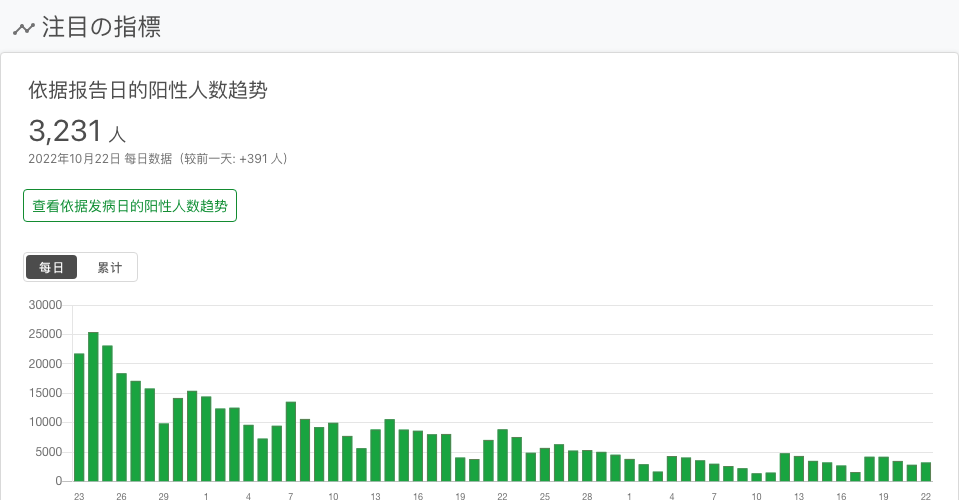 注目の指標
依据报告日的阳性人数趋势
3,231 人
2022年10月22日 每日数据（较前一天: +391 人）
查看依据发病日的阳性人数趋势
每日 累计
30000
25000
20000
15000
10000
5000
0
23 26 29 1 4 7 10 13 16 19 22 25 28 1 4 7 10 13 16 19 22